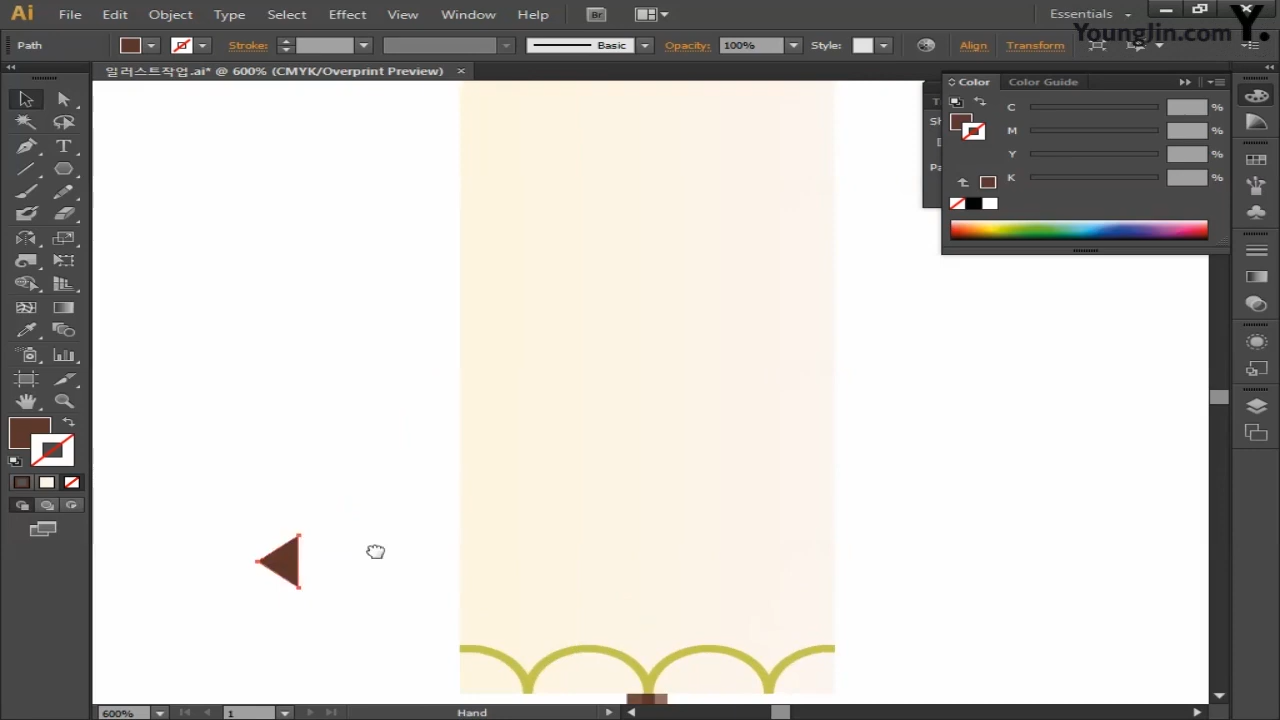 Ai File Edit Object Type Select Effect View Window Help Br Essentials
YoungJin.com Y.
Path Stroke: Basic Opacity: 100% Style: Align Transform
일러스트작업.ai* @ 600% (CMYK/Overprint Preview) ×
Color Color Guide
C %
M %
Y %
K %
T
600% 1 Hand